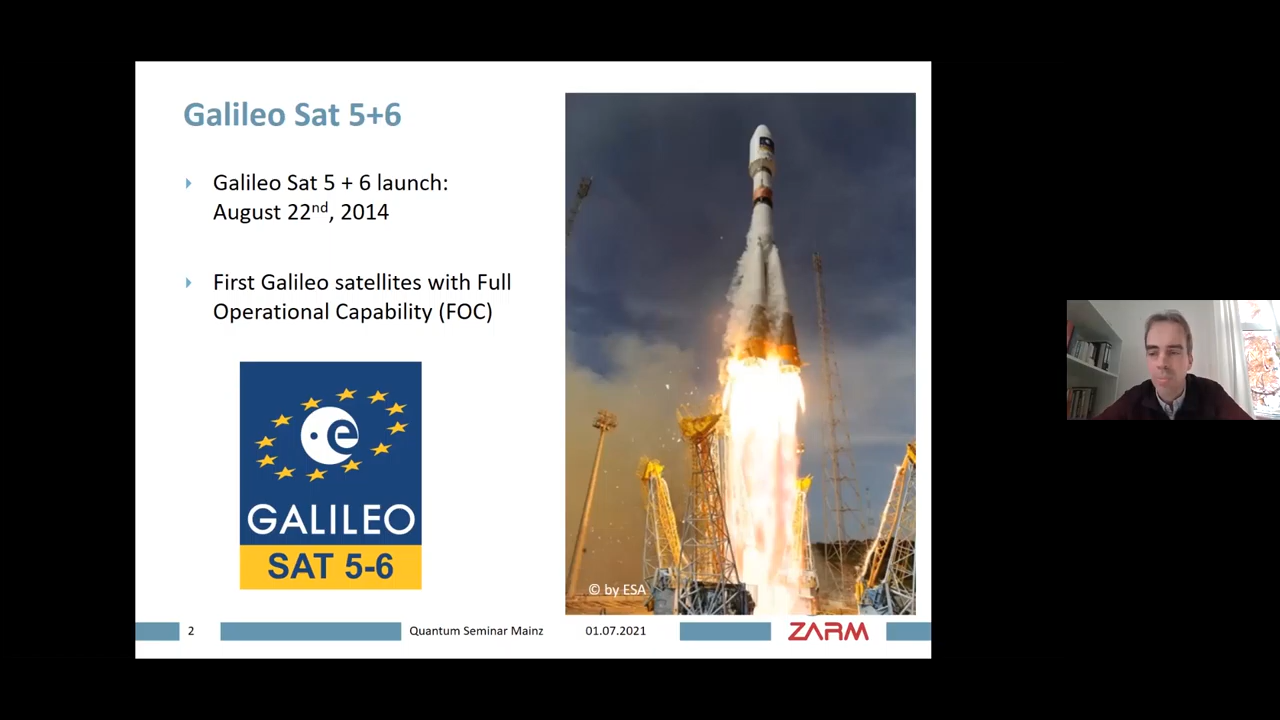 Galileo Sat 5+6
Galileo Sat 5 + 6 launch:
August 22nd, 2014
First Galileo satellites with Full
Operational Capability (FOC)
e
GALILEO
SAT 5-6
© by ESA
2
Quantum Seminar Mainz
01.07.2021
ZARM